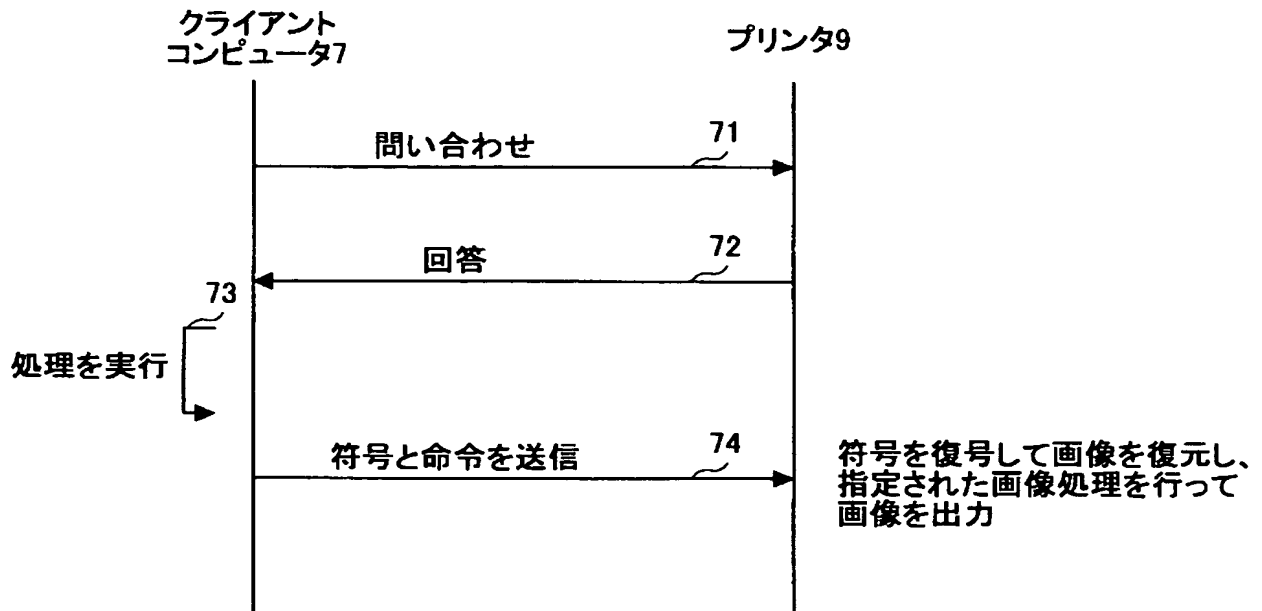 クライアント
コンピュータ7
プリンタ9
問い合わせ
71
回答
72
73
処理を実行
符号と命令を送信
74
符号を復号して画像を復元し、
指定された画像処理を行って
画像を出力